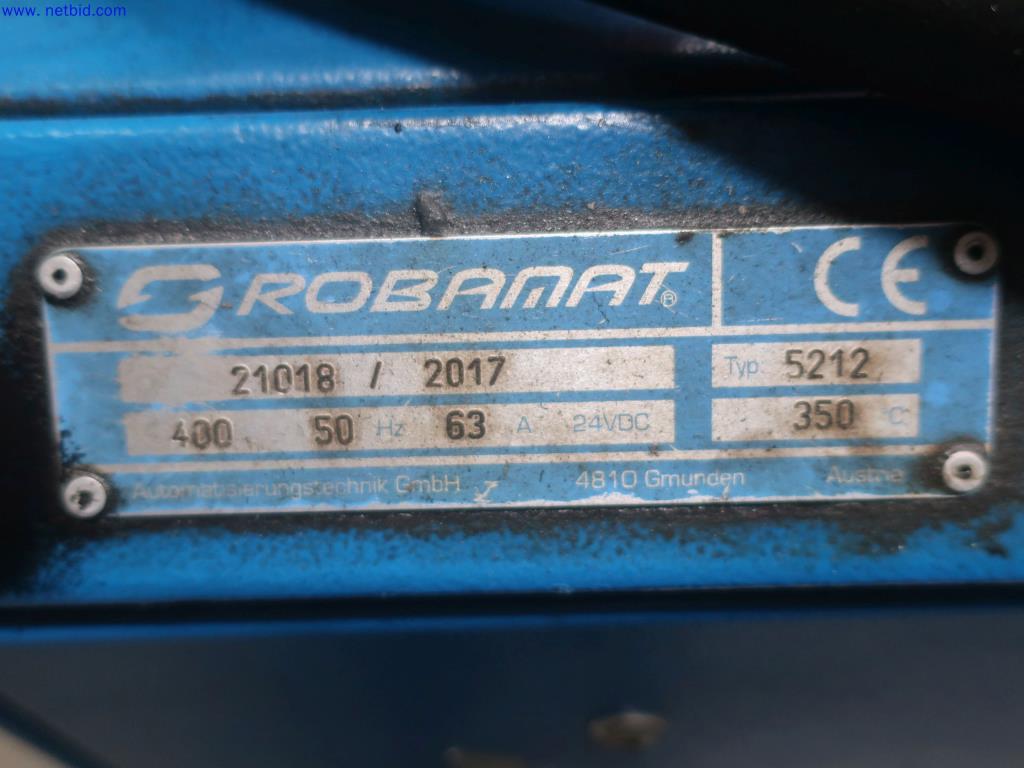 www.netbid.com
ROBAMAT® CE
21018 / 2017 Typ 5212
400 50 Hz 63 A 24VDC 350 °C
Automatisierungstechnik GmbH 4810 Gmunden Austria